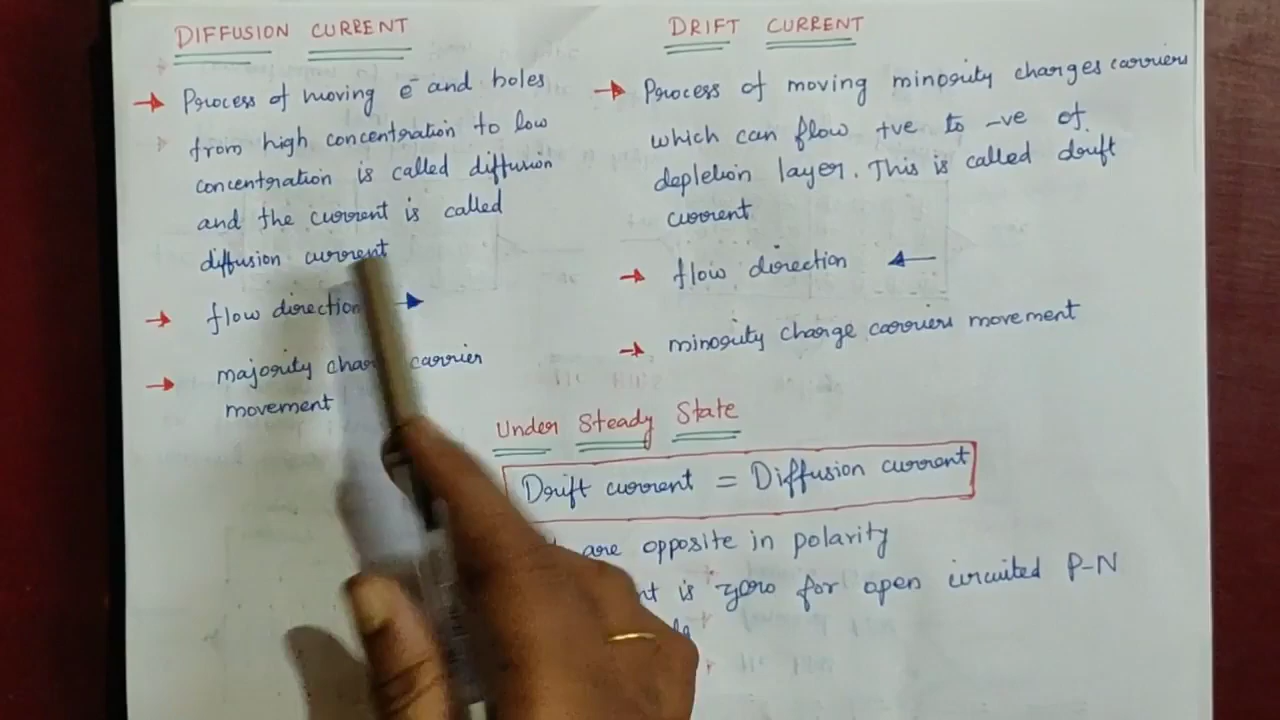 DIFFUSION CURRENT
Process of moving e⁻ and holes
from high concentration to low
concentration is called diffusion
and the current is called
diffusion current
flow direction →
majority charge carrier
movement
DRIFT CURRENT
Process of moving minority charges carriers
which can flow +ve to -ve of
depletion layer. This is called drift
current
flow direction ←
minority charge carriers movement
Under Steady State
Drift current = Diffusion current
are opposite in polarity
is zero for open circuited P-N